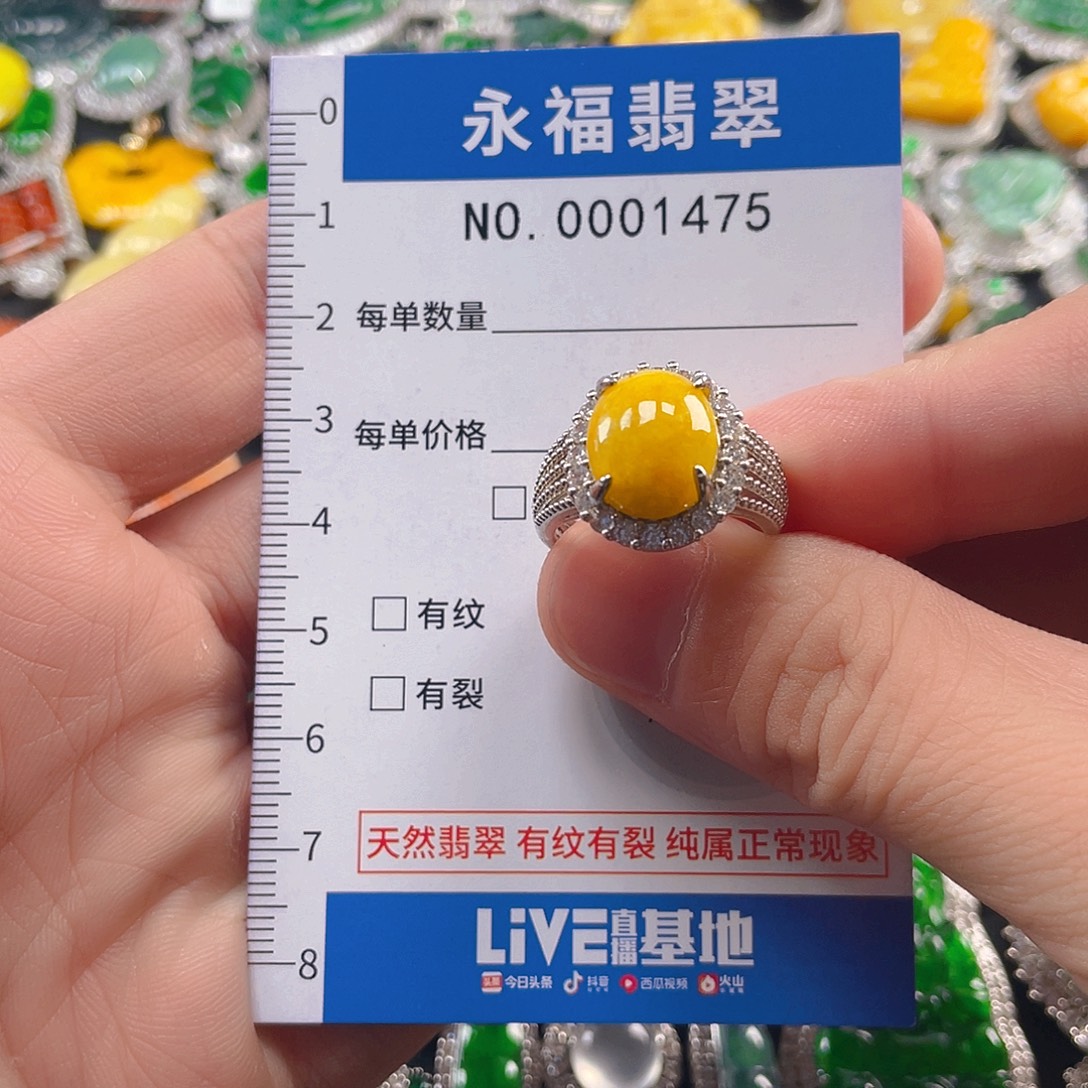 永福翡翠
NO. 0001475
0
1
2
3
4
5
6
7
8
每单数量
每单价格
有纹
有裂
天然翡翠 有纹有裂 纯属正常现象
LiVE直播基地
今日头条 抖音 西瓜视频 火山